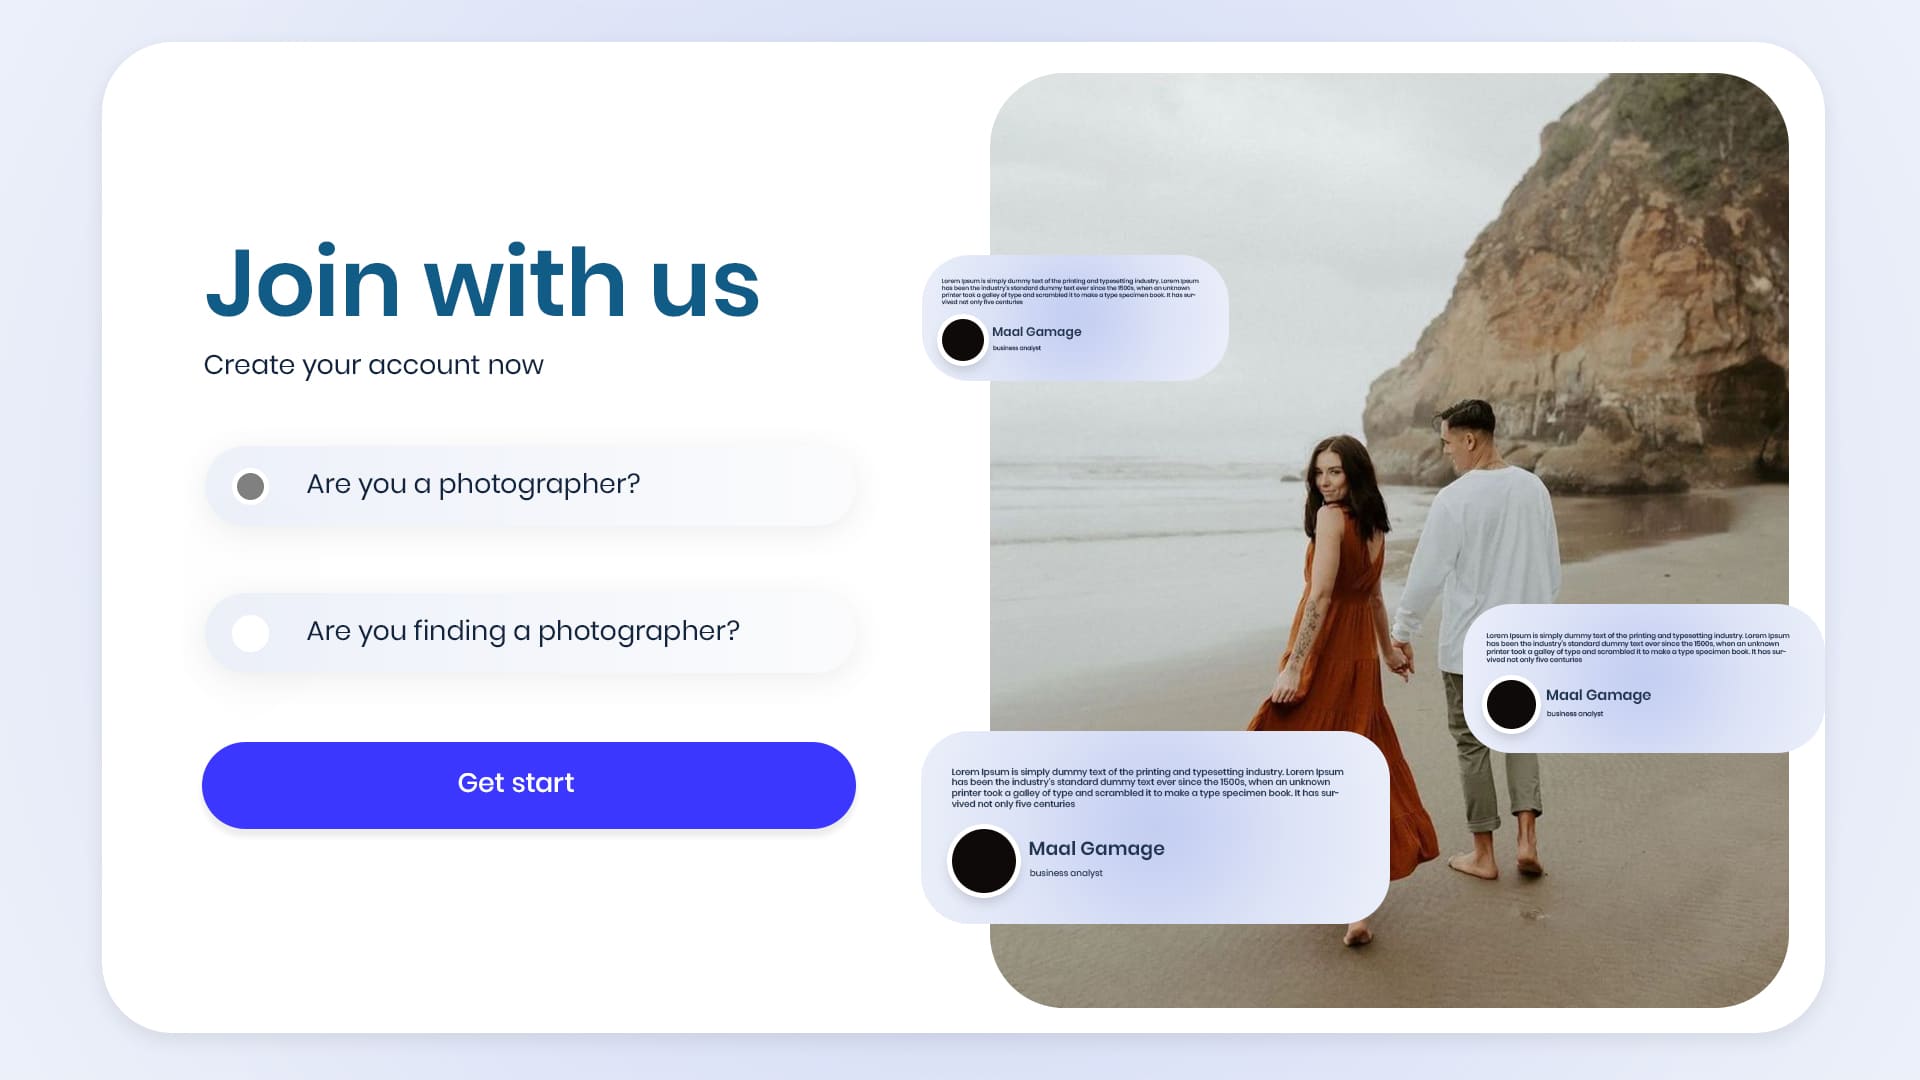 Join with us
Create your account now
Are you a photographer?
Are you finding a photographer?
Get start
Lorem Ipsum is simply dummy text of the printing and typesetting industry. Lorem Ipsum
has been the industry's standard dummy text ever since the 1500s, when an unknown
printer took a galley of type and scrambled it to make a type specimen book. It has sur-
vived not only five centuries
Maal Gamage
business analyst
Lorem Ipsum is simply dummy text of the printing and typesetting industry. Lorem Ipsum
has been the industry's standard dummy text ever since the 1500s, when an unknown
printer took a galley of type and scrambled it to make a type specimen book. It has sur-
vived not only five centuries
Maal Gamage
business analyst
Lorem Ipsum is simply dummy text of the printing and typesetting industry. Lorem Ipsum
has been the industry's standard dummy text ever since the 1500s, when an unknown
printer took a galley of type and scrambled it to make a type specimen book. It has sur-
vived not only five centuries
Maal Gamage
business analyst